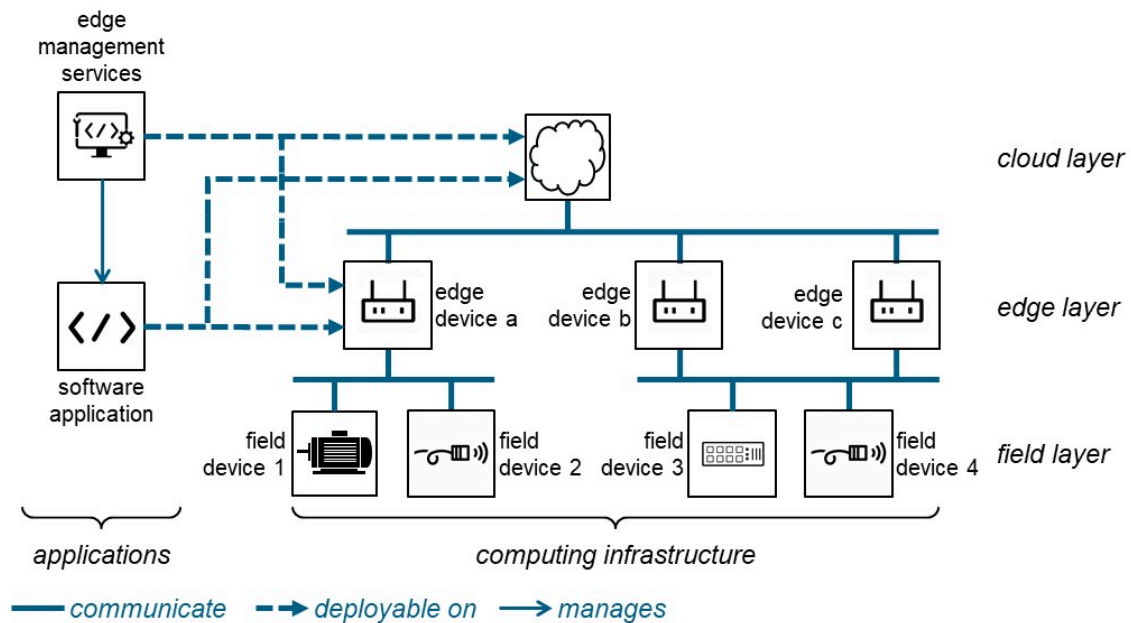 edge
management
services
</>
cloud layer
edge
device a
edge
device b
edge
device c
edge layer
</>
software
application
field
device 1
field
device 2
field
device 3
field
device 4
field layer
applications
computing infrastructure
communicate
deployable on
manages